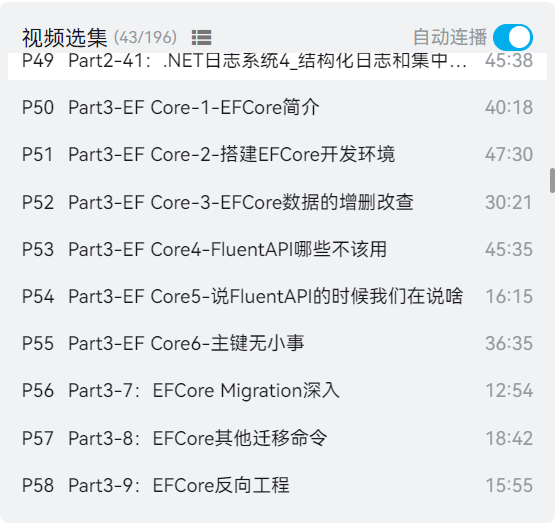 视频选集 (43/196) 自动连播
P49 Part2-41：.NET日志系统4_结构化日志和集中... 45:38
P50 Part3-EF Core-1-EFCore简介 40:18
P51 Part3-EF Core-2-搭建EFCore开发环境 47:30
P52 Part3-EF Core-3-EFCore数据的增删改查 30:21
P53 Part3-EF Core4-FluentAPI哪些不该用 45:35
P54 Part3-EF Core5-说FluentAPI的时候我们在说啥 16:15
P55 Part3-EF Core6-主键无小事 36:35
P56 Part3-7：EFCore Migration深入 12:54
P57 Part3-8：EFCore其他迁移命令 18:42
P58 Part3-9：EFCore反向工程 15:55